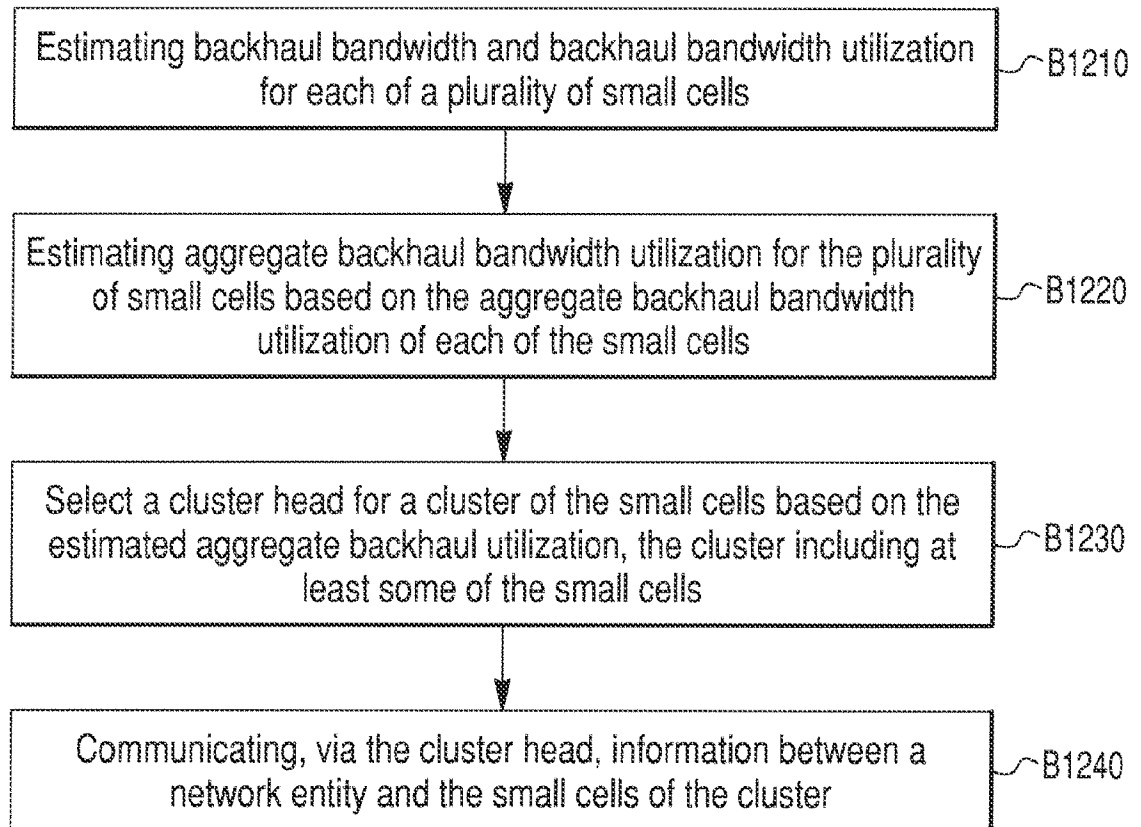 Estimating backhaul bandwidth and backhaul bandwidth utilization
for each of a plurality of small cells
B1210
Estimating aggregate backhaul bandwidth utilization for the plurality
of small cells based on the aggregate backhaul bandwidth
utilization of each of the small cells
B1220
Select a cluster head for a cluster of the small cells based on the
estimated aggregate backhaul utilization, the cluster including at
least some of the small cells
B1230
Communicating, via the cluster head, information between a
network entity and the small cells of the cluster
B1240